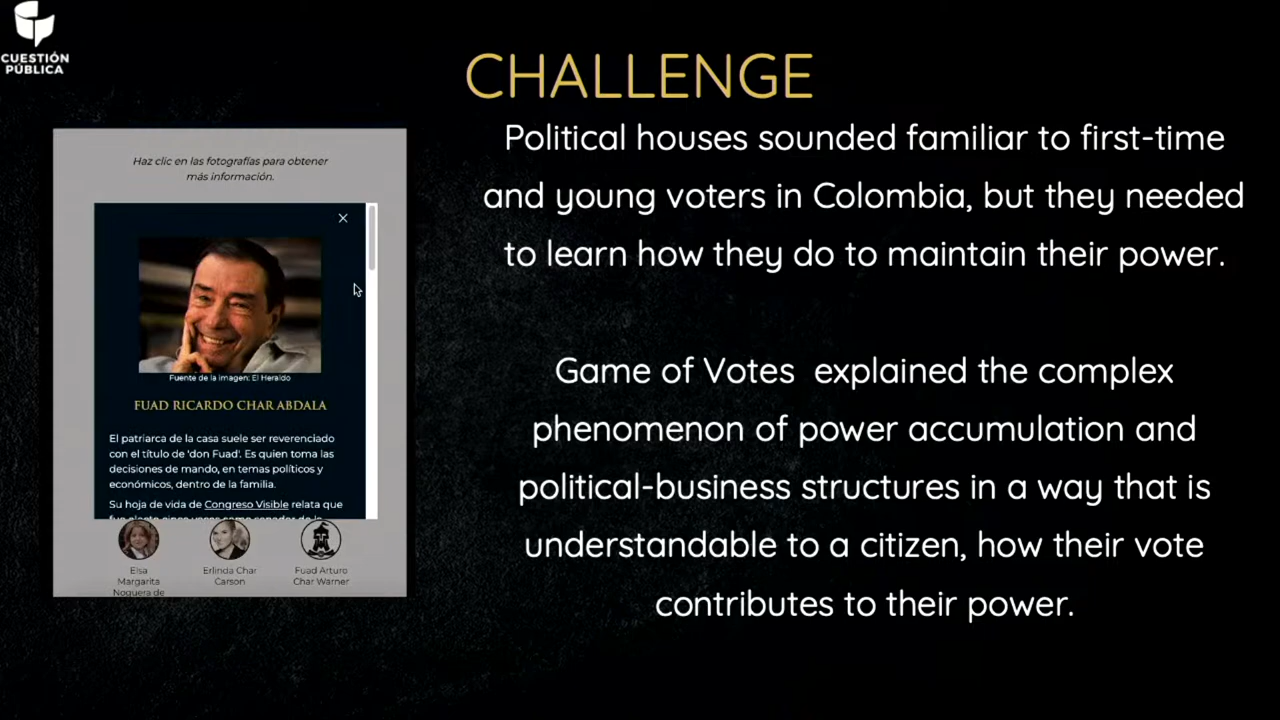 CUESTIÓN
PÚBLICA
CHALLENGE
Haz clic en las fotografías para obtener
más información.
Fuente de la imagen: El Heraldo
FUAD RICARDO CHAR ABDALA
El patriarca de la casa suele ser reverenciado
con el título de 'don Fuad'. Es quien toma las
decisiones de mando, en temas políticos y
económicos, dentro de la familia.
Su hoja de vida de Congreso Visible relata que
Elsa
Margarita
Noguera de
Erlinda Char
Carson
Fuad Arturo
Char Warner
Political houses sounded familiar to first-time
and young voters in Colombia, but they needed
to learn how they do to maintain their power.
Game of Votes explained the complex
phenomenon of power accumulation and
political-business structures in a way that is
understandable to a citizen, how their vote
contributes to their power.